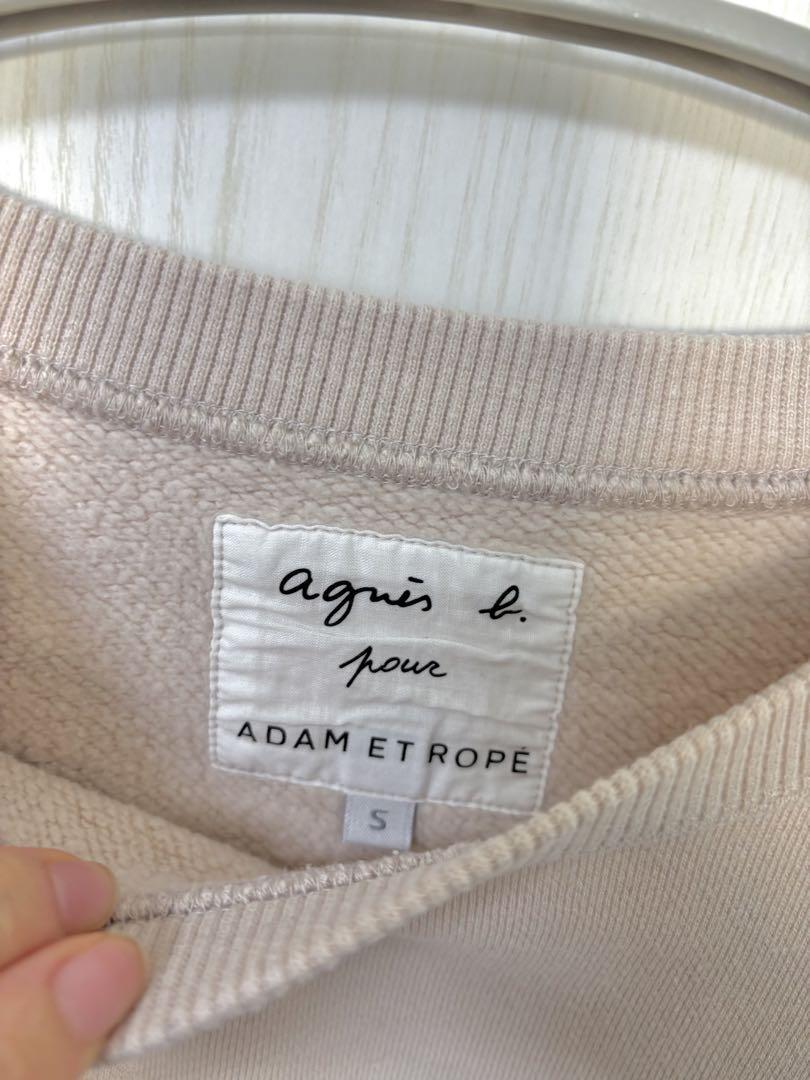 agnès b.
pour
ADAM ET ROPÉ
S